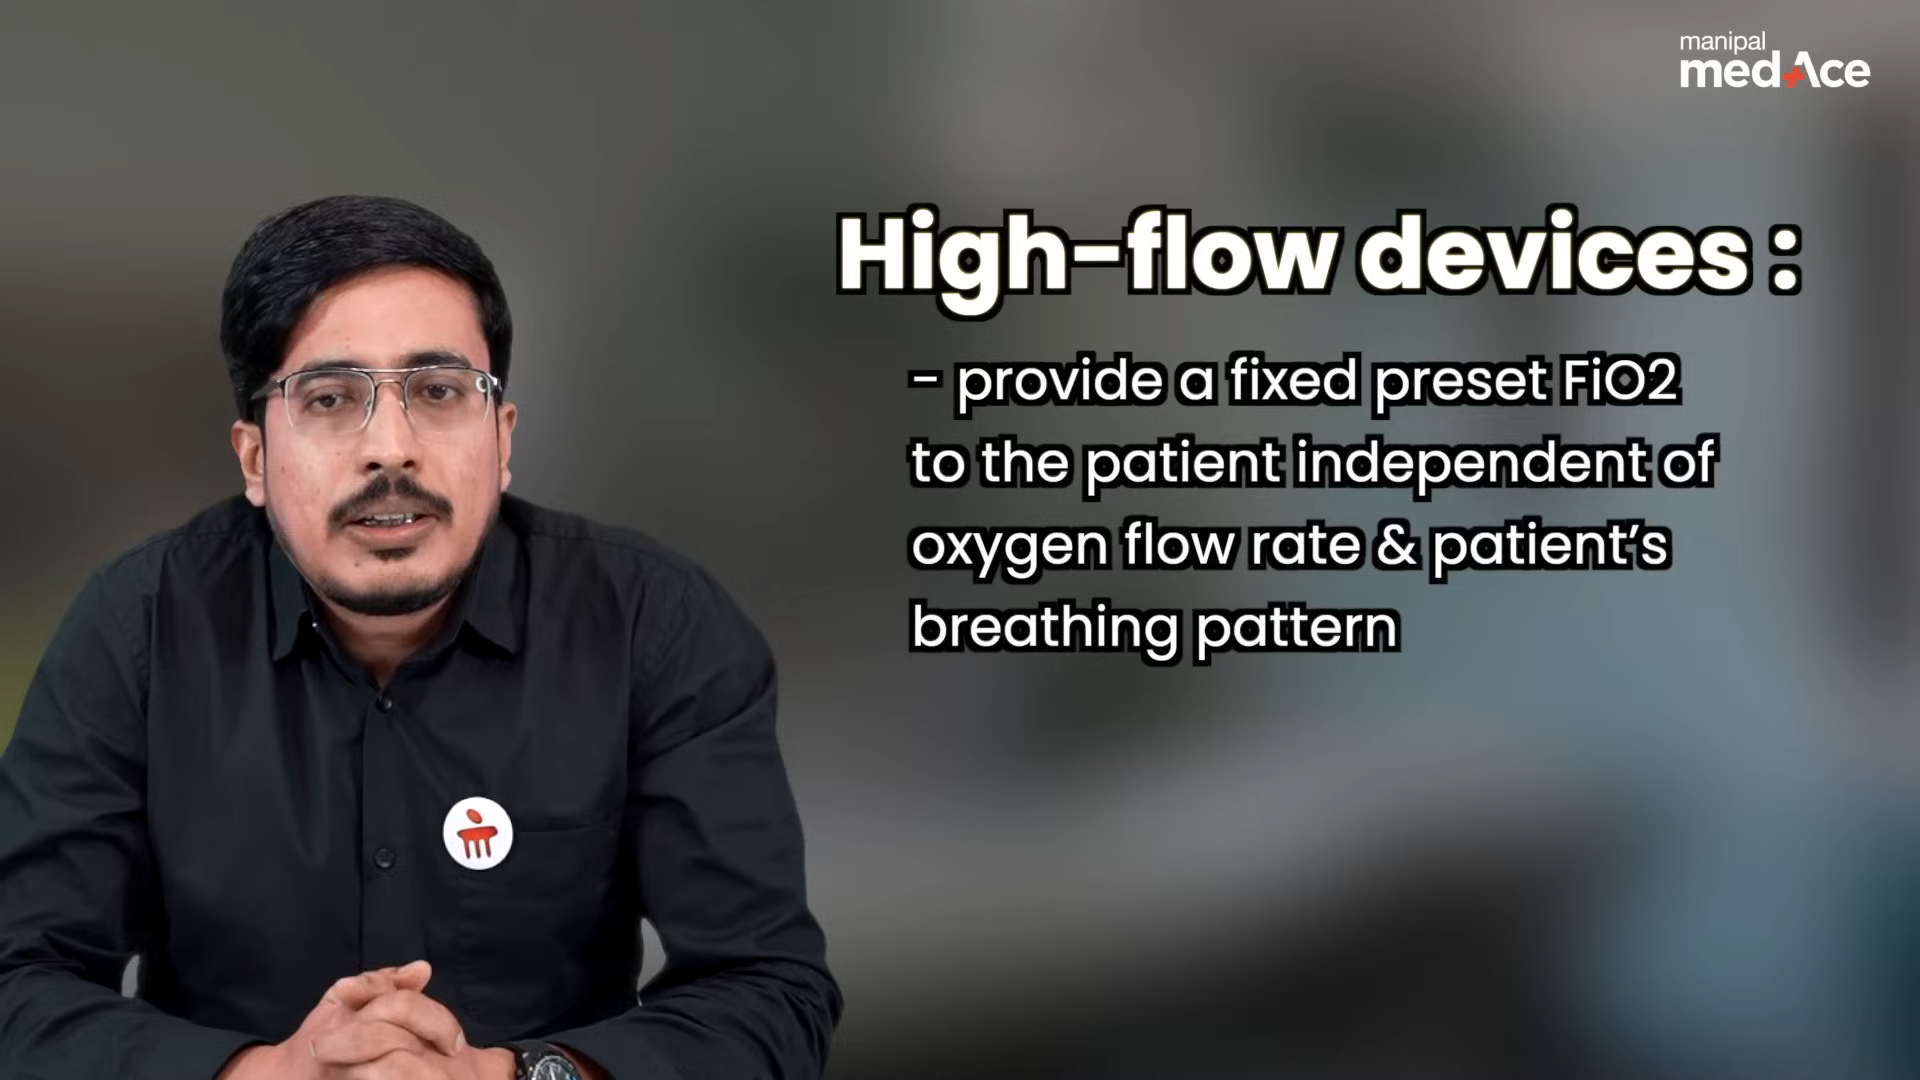 manipal
medAce
High-flow devices :
- provide a fixed preset FiO2
to the patient independent of
oxygen flow rate & patient's
breathing pattern